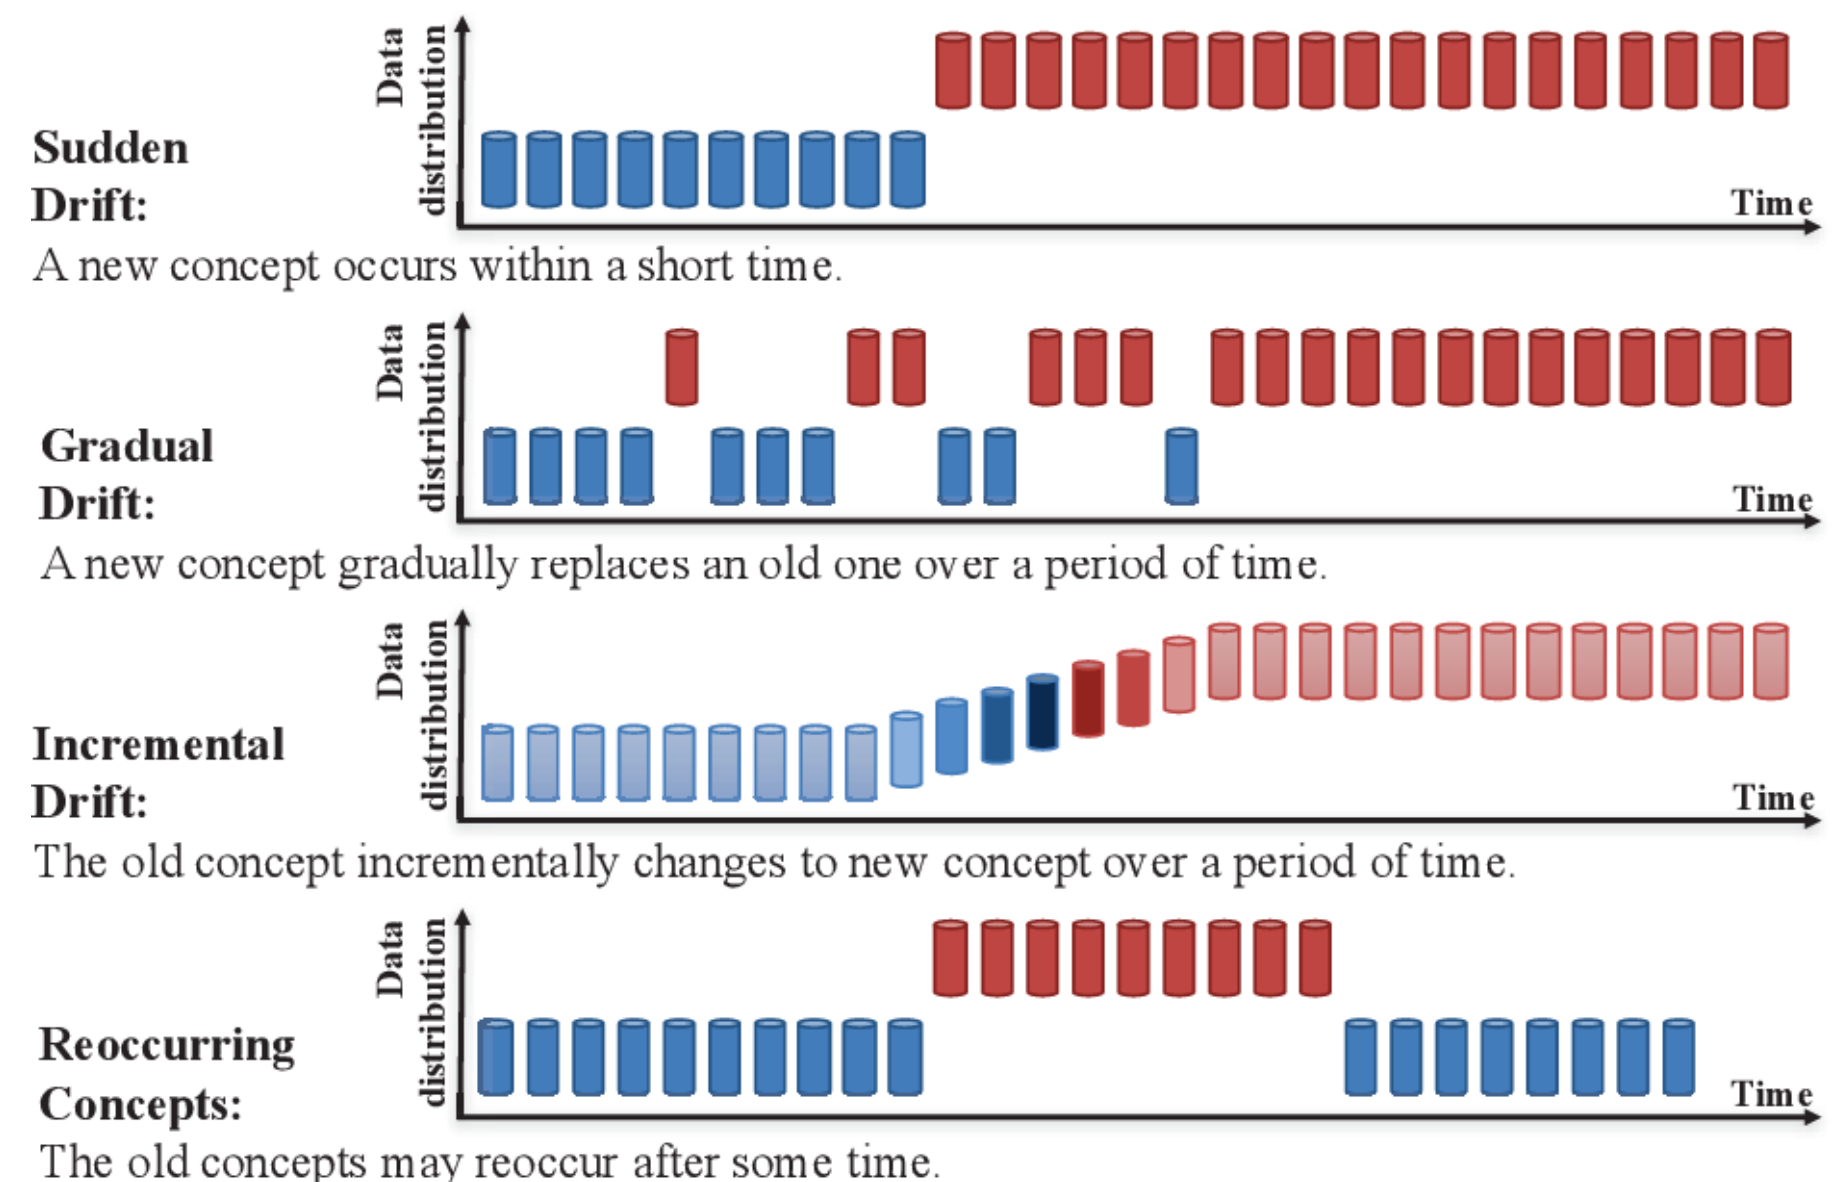 Data
distribution
Sudden
Drift:
Time
A new concept occurs within a short time.
Data
distribution
Gradual
Drift:
Time
A new concept gradually replaces an old one over a period of time.
Data
distribution
Incremental
Drift:
Time
The old concept incrementally changes to new concept over a period of time.
Data
distribution
Reoccurring
Concepts:
Time
The old concepts may reoccur after some time.